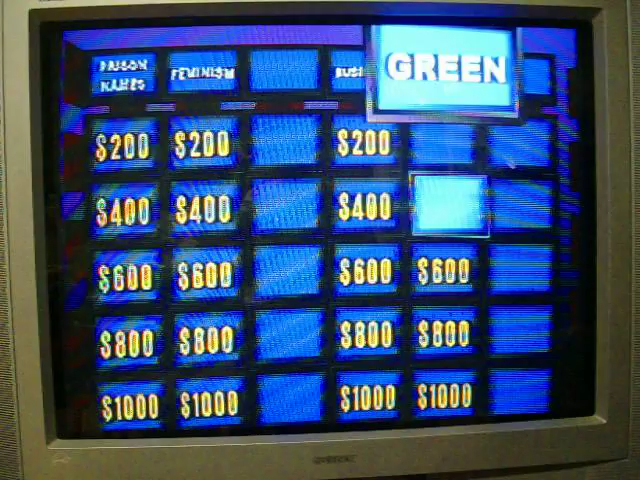 PRISON
NAMES
FEMINISM
BUSI
GREEN
$200 $200 $200
$400 $400 $400
$600 $600 $600 $600
$800 $800 $800 $800
$1000 $1000 $1000 $1000